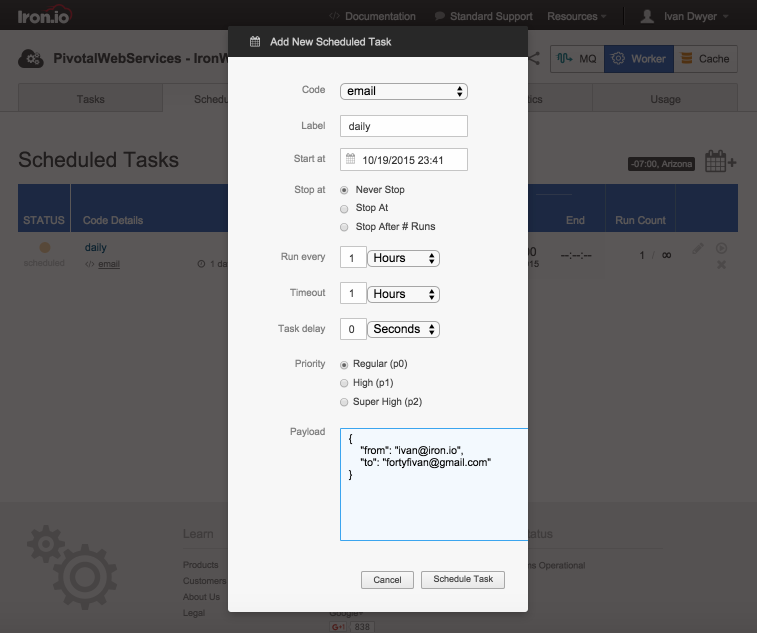 Iron.io
Documentation
Standard Support
Resources
Ivan Dwyer
Add New Scheduled Task
PivotalWebServices - IronW
MQ
Worker
Cache
Tasks
Schedu
tics
Usage
Scheduled Tasks
-07:00, Arizona
STATUS
Code Details
End
Run Count
scheduled
daily
</> email
1 da
00
/15
--:--:--
1 / ∞
Code
email
Label
daily
Start at
10/19/2015 23:41
Stop at
Never Stop
Stop At
Stop After # Runs
Run every
1
Hours
Timeout
1
Hours
Task delay
0
Seconds
Priority
Regular (p0)
High (p1)
Super High (p2)
Payload
{
"from": "ivan@iron.io",
"to": "fortyfivan@gmail.com"
}
Cancel
Schedule Task
Learn
Products
Customers
About Us
Legal
Google+
838
tatus
ms Operational